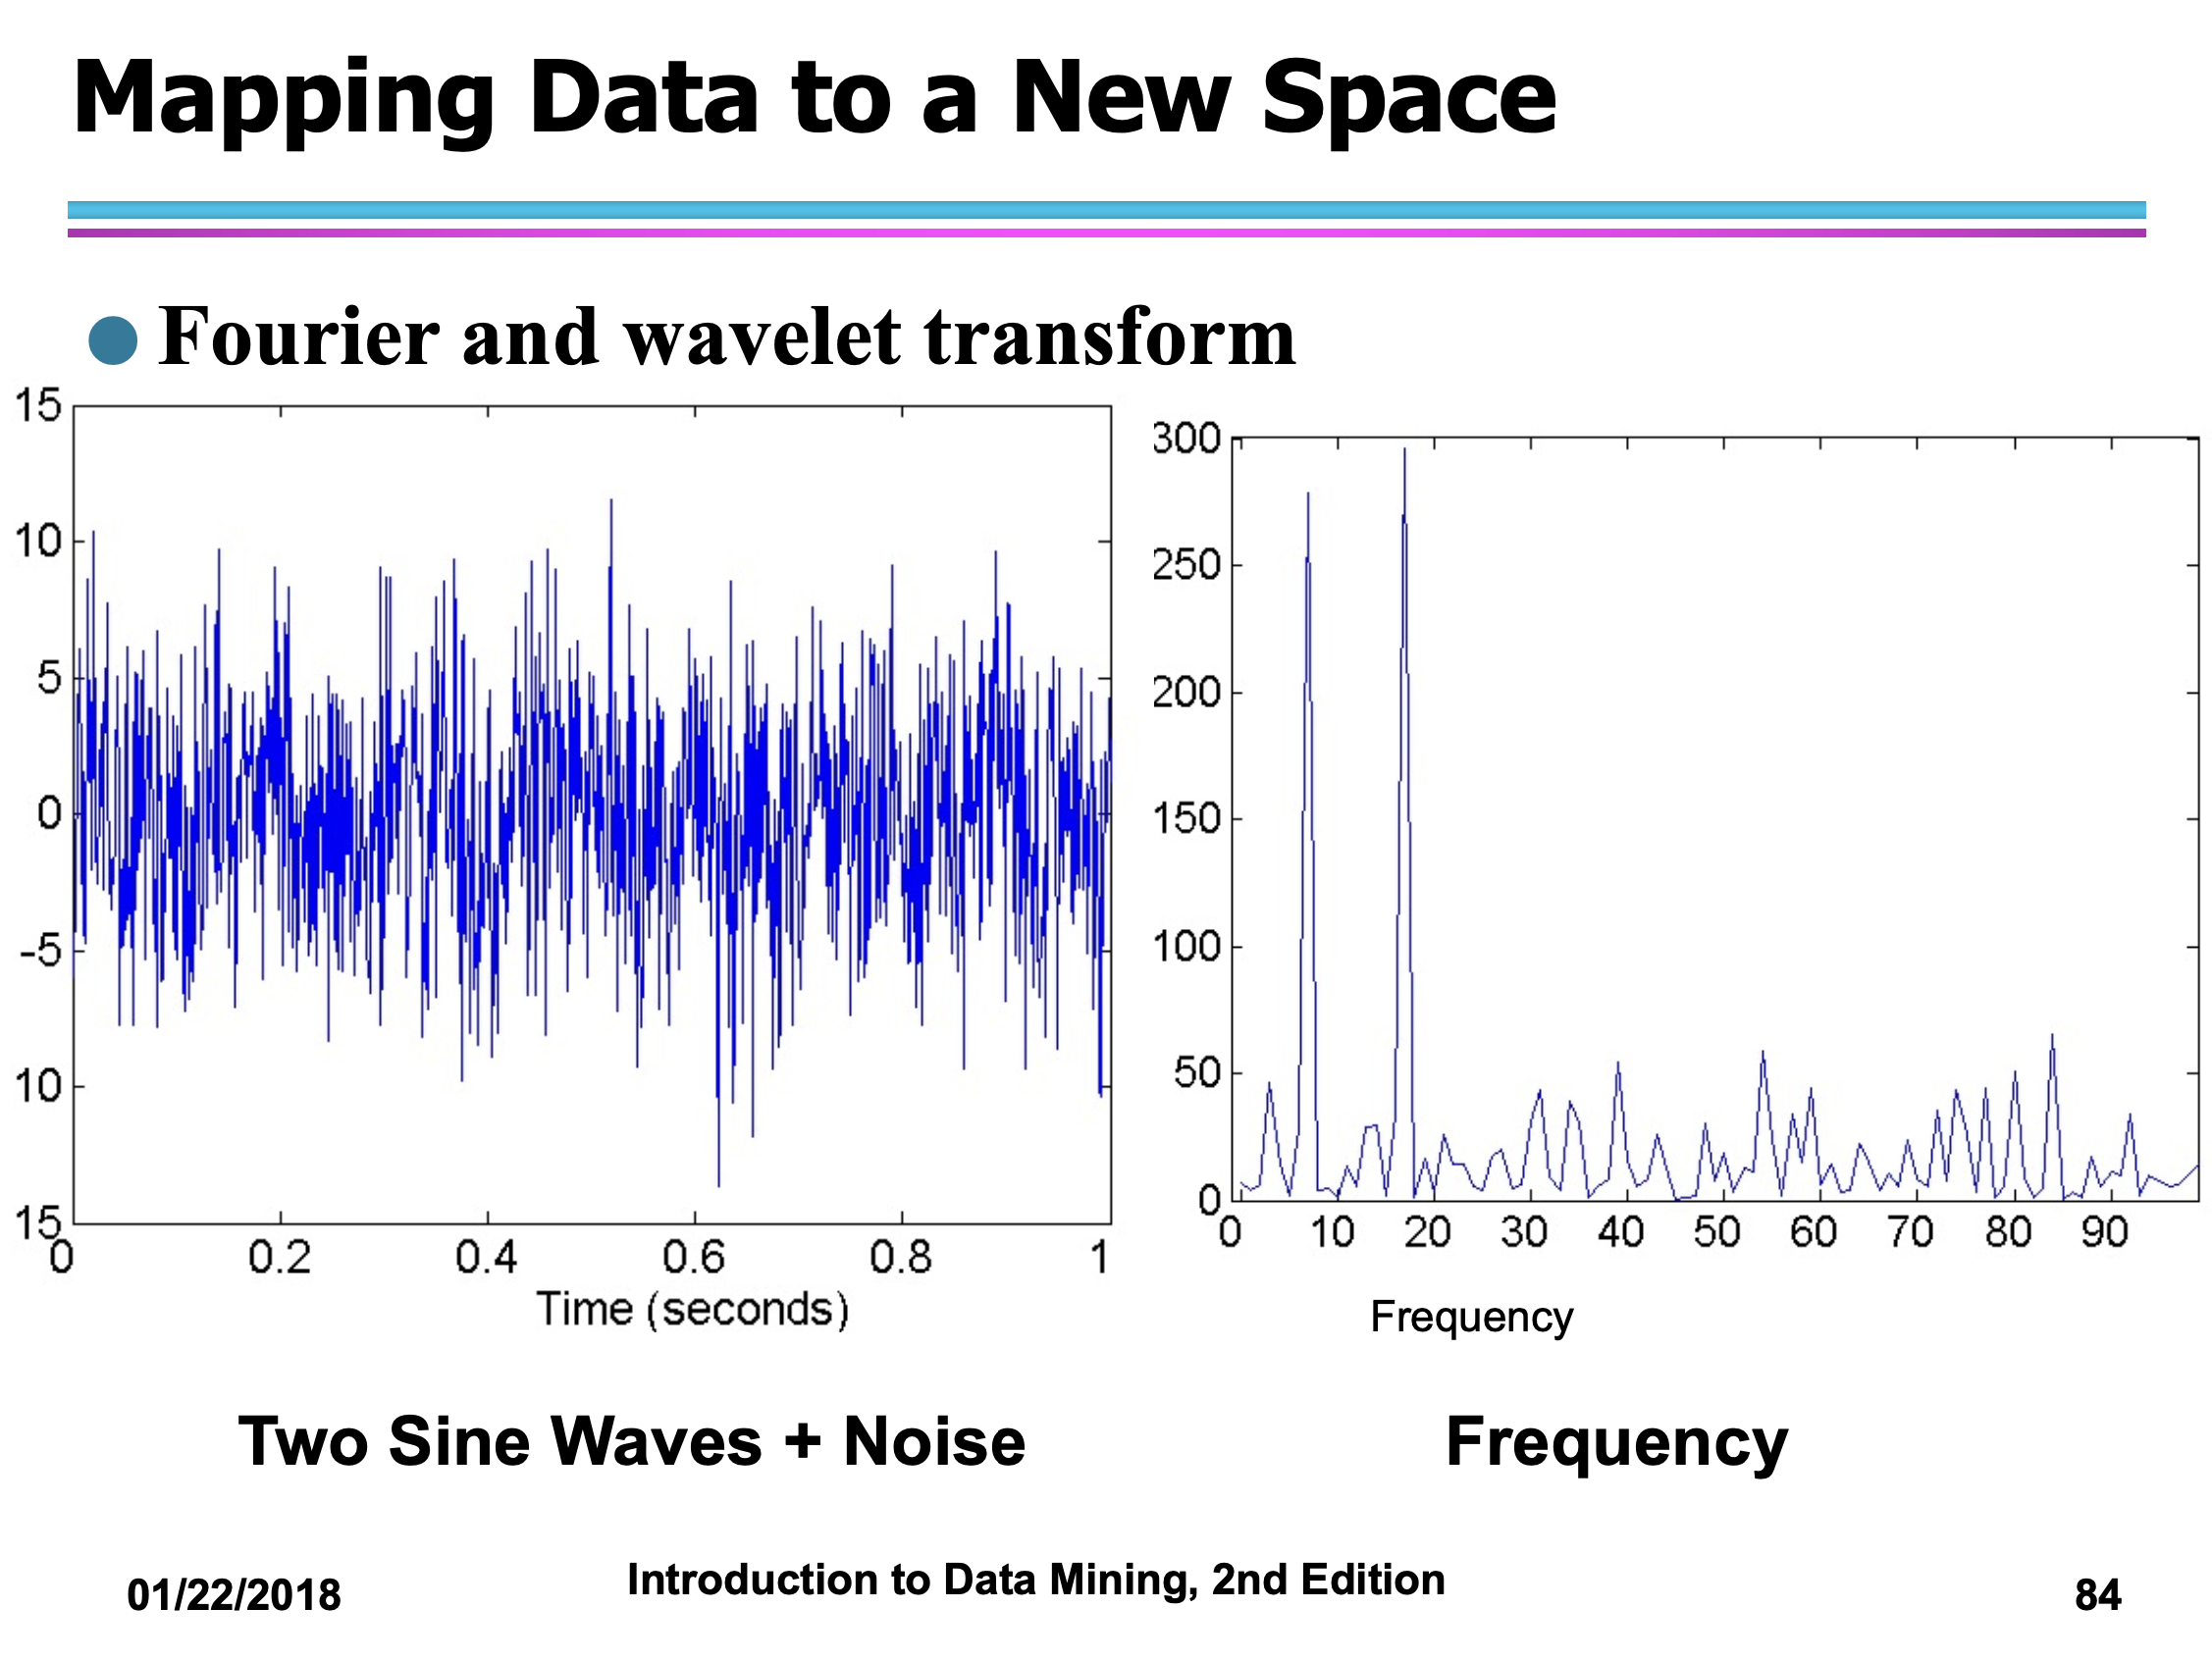 Mapping Data to a New Space
Fourier and wavelet transform
15
10
5
0
-5
10
15
0 0.2 0.4 0.6 0.8 1
Time (seconds)
300
250
200
150
100
50
0
0 10 20 30 40 50 60 70 80 90
Frequency
Two Sine Waves + Noise
Frequency
01/22/2018
Introduction to Data Mining, 2nd Edition
84